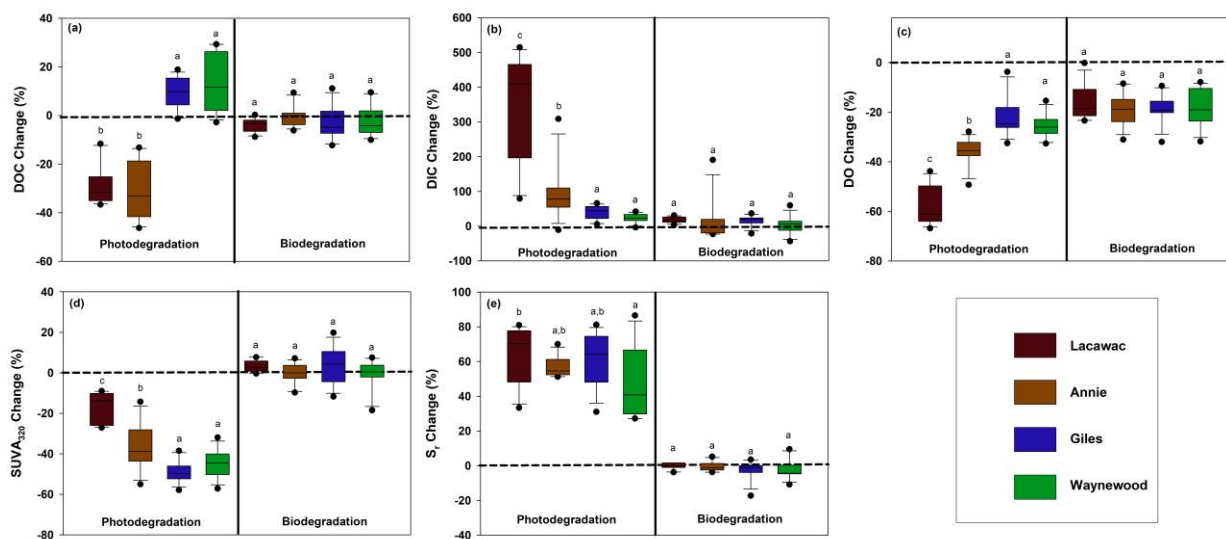 (a)
DOC Change (%)
40
20
0
-20
-40
-60
b
b
a
a
a
a
a
a
Photodegradation
Biodegradation
(b)
DIC Change (%)
600
500
400
300
200
100
0
-100
c
b
a
a
a
a
a
a
Photodegradation
Biodegradation
(c)
DO Change (%)
0
-20
-40
-60
-80
c
b
a
a
a
a
a
a
Photodegradation
Biodegradation
(d)
SUVA320 Change (%)
40
20
0
-20
-40
-60
-80
c
b
a
a
a
a
a
a
Photodegradation
Biodegradation
(e)
Sr Change (%)
100
80
60
40
20
0
-20
-40
b
a,b
a,b
a
a
a
a
a
Photodegradation
Biodegradation
Lacawac
Annie
Giles
Waynewood